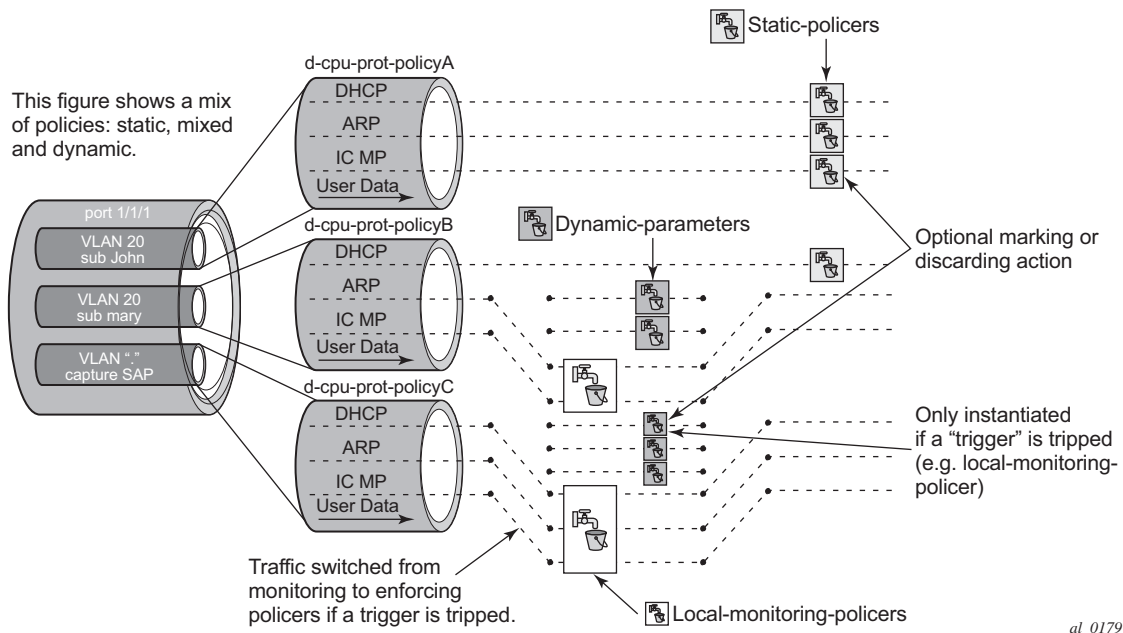 Static-policers
d-cpu-prot-policyA
This figure shows a mix
of policies: static, mixed
and dynamic.
DHCP
ARP
IC MP
User Data
port 1/1/1
VLAN 20
sub John
VLAN 20
sub mary
VLAN “.”
capture SAP
d-cpu-prot-policyB
DHCP
ARP
IC MP
User Data
Dynamic-parameters
Optional marking or
discarding action
d-cpu-prot-policyC
DHCP
ARP
IC MP
User Data
Only instantiated
if a “trigger” is tripped
(e.g. local-monitoring-
policer)
Traffic switched from
monitoring to enforcing
policers if a trigger is tripped.
Local-monitoring-policers
al_0179